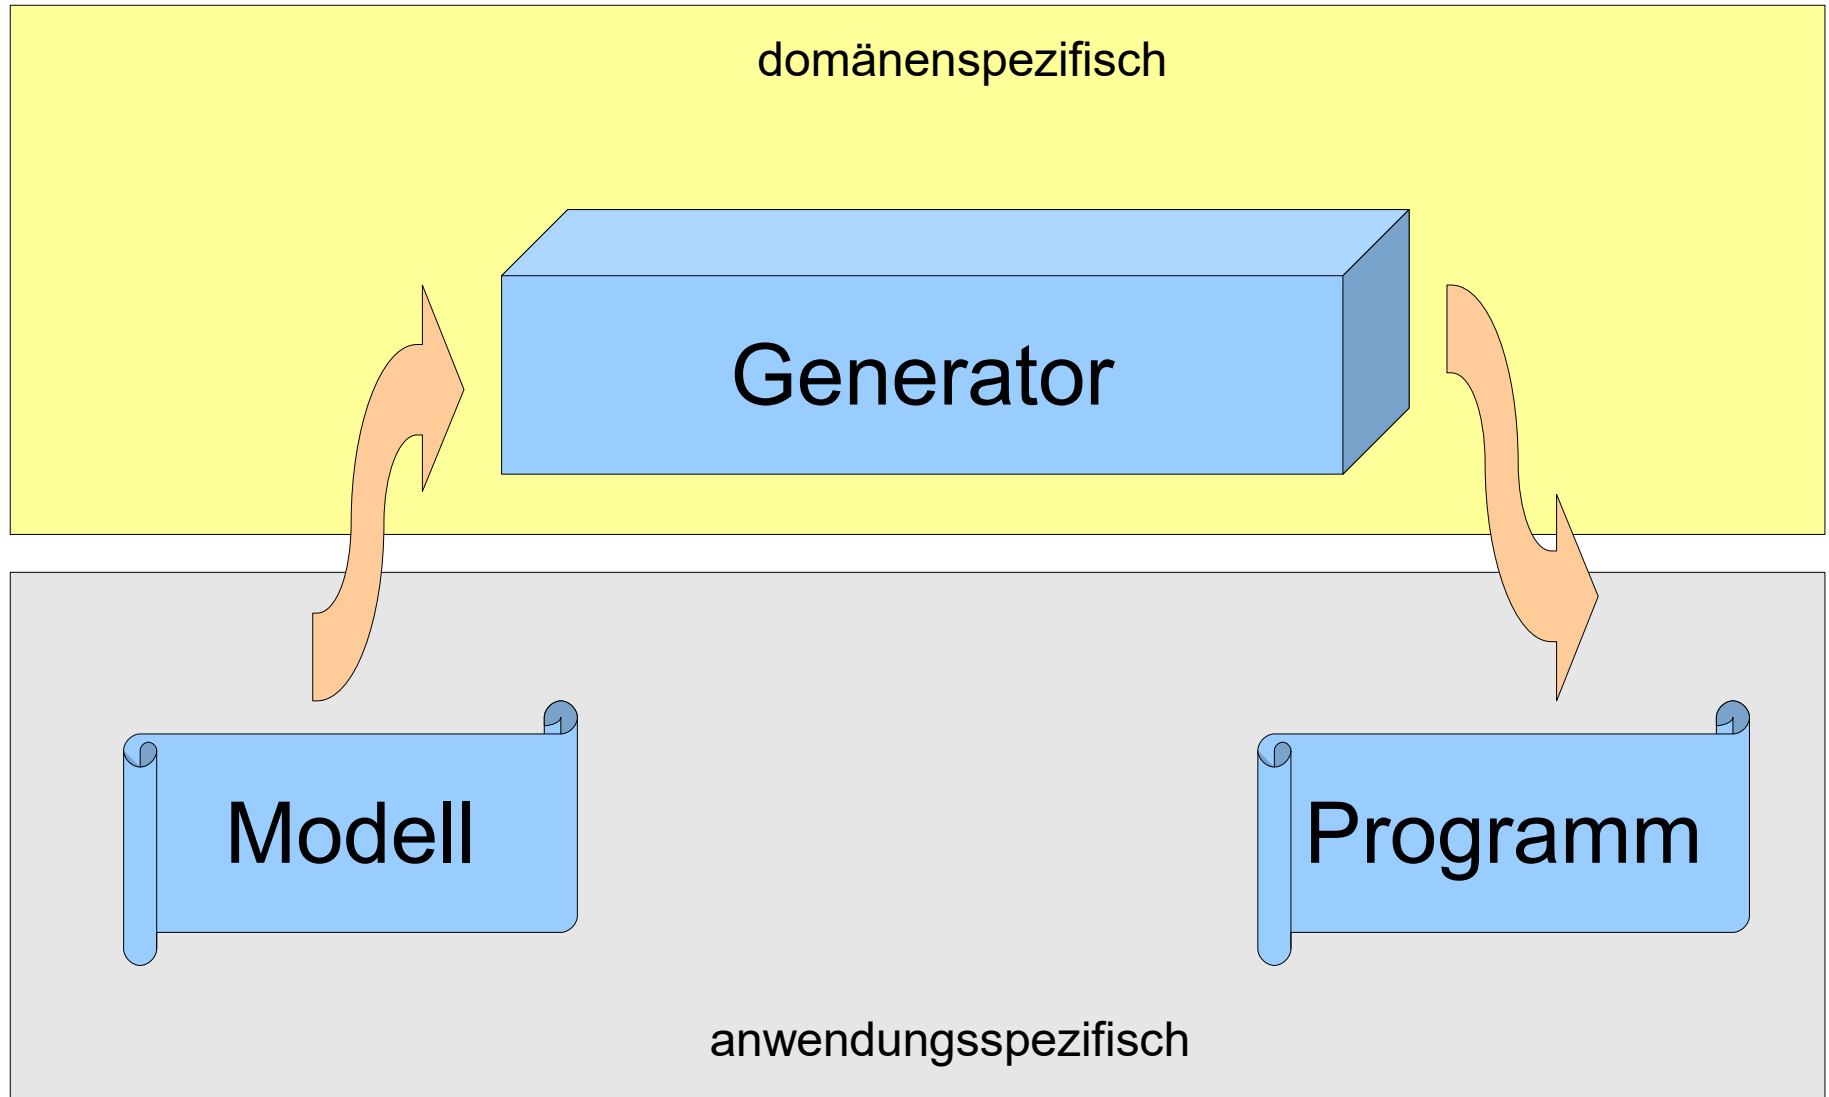 domänenspezifisch
Generator
Modell
Programm
anwendungsspezifisch